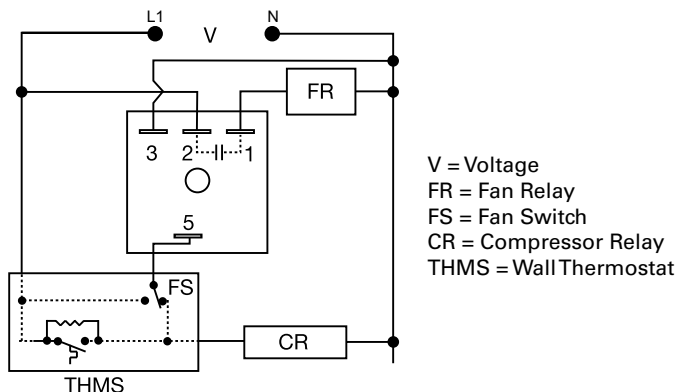 L1
V
N
FR
3
2
1
5
FS
CR
THMS
V = Voltage
FR = Fan Relay
FS = Fan Switch
CR = Compressor Relay
THMS = Wall Thermostat